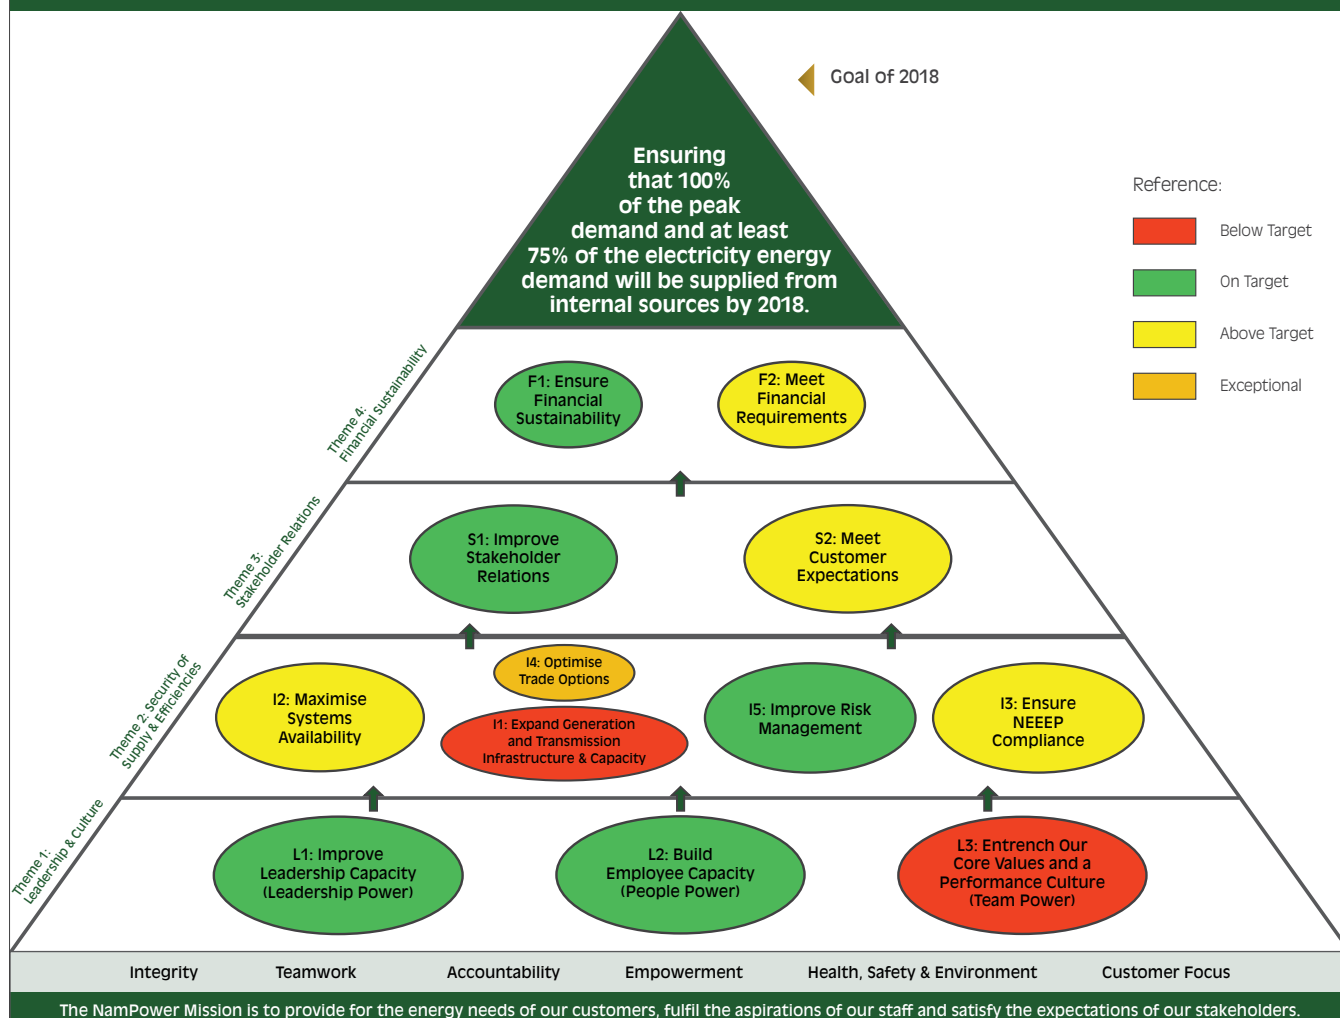 Goal of 2018
Ensuring
that 100%
of the peak
demand and at least
75% of the electricity energy
demand will be supplied from
internal sources by 2018.
Reference:
Below Target
On Target
Above Target
Exceptional
Theme 4:
Financial Sustainability
F1: Ensure
Financial
Sustainability
F2: Meet
Financial
Requirements
Theme 3:
Stakeholder Relations
S1: Improve
Stakeholder
Relations
S2: Meet
Customer
Expectations
Theme 2: Security of
Supply & Efficiencies
I2: Maximise
Systems
Availability
I4: Optimise
Trade Options
I1: Expand Generation
and Transmission
Infrastructure & Capacity
I5: Improve Risk
Management
I3: Ensure
NEEEP
Compliance
Theme 1:
Leadership & Culture
L1: Improve
Leadership Capacity
(Leadership Power)
L2: Build
Employee Capacity
(People Power)
L3: Entrench Our
Core Values and a
Performance Culture
(Team Power)
Integrity Teamwork Accountability Empowerment Health, Safety & Environment Customer Focus
The NamPower Mission is to provide for the energy needs of our customers, fulfil the aspirations of our staff and satisfy the expectations of our stakeholders.